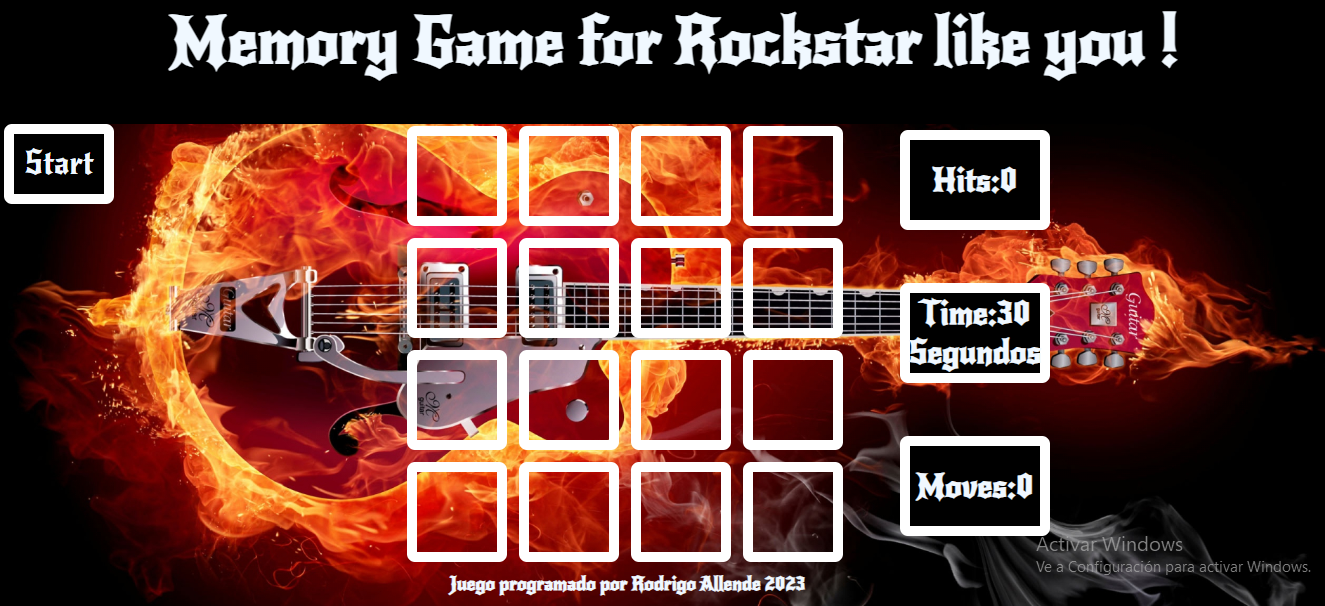 Memory Game for Rockstar like you !
Start
Hits:0
Time:30
Segundos
Moves:0
Guitar
Activar Windows
Ve a Configuración para activar Windows.
Juego programado por Rodrigo Allende 2023